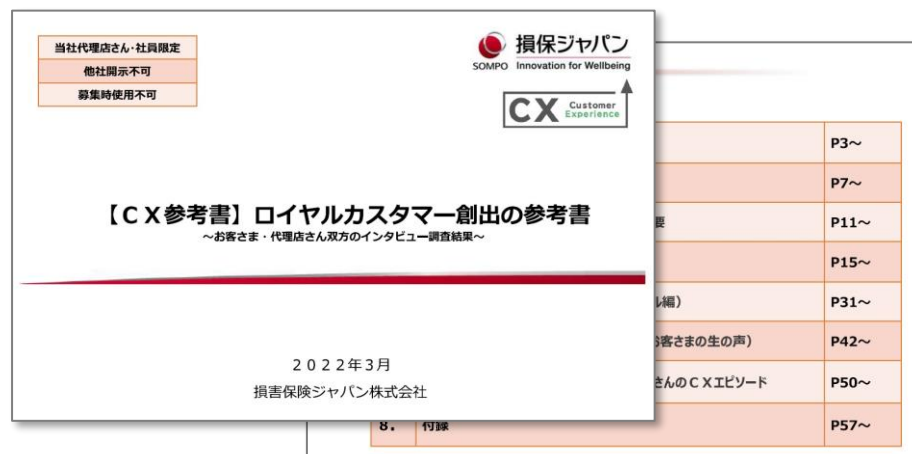 当社代理店さん・社員限定
他社開示不可
募集時使用不可
損保ジャパン
SOMPO Innovation for Wellbeing
CX Customer Experience
【CX参考書】ロイヤルカスタマー創出の参考書
～お客さま・代理店さん双方のインタビュー調査結果～
2022年3月
損害保険ジャパン株式会社
P3～
P7～
要 P11～
P15～
ル編） P31～
お客さまの生の声） P42～
さんのCXエピソード P50～
8. 付録 P57～